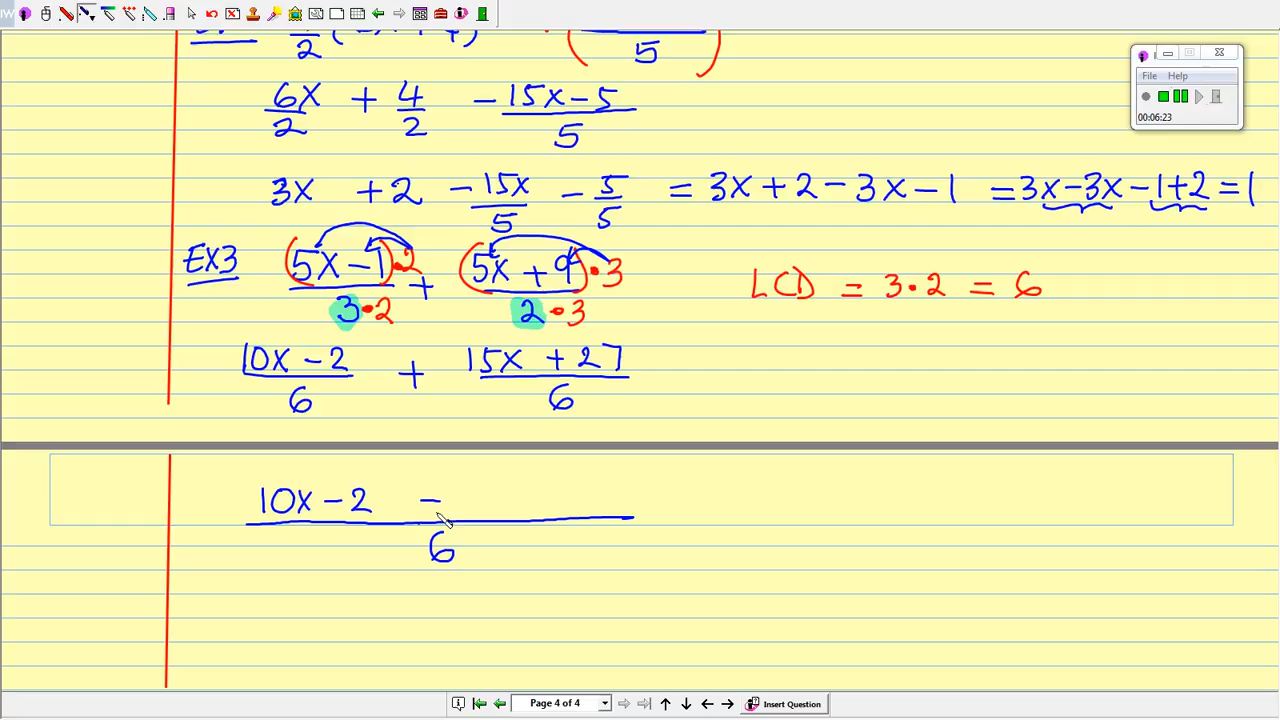 File Help
00:06:23
2 5
6x/2 + 4/2 -15x-5/5
3x +2 -15x/5 - 5/5 = 3x+2-3x-1 =3x-3x-1+2=1
EX3 (5x-1)•2/3•2 + (5x+9)•3/2•3 LCD = 3•2 = 6
10x-2/6 + 15x+27/6
10x-2 -/6
Page 4 of 4 Insert Question